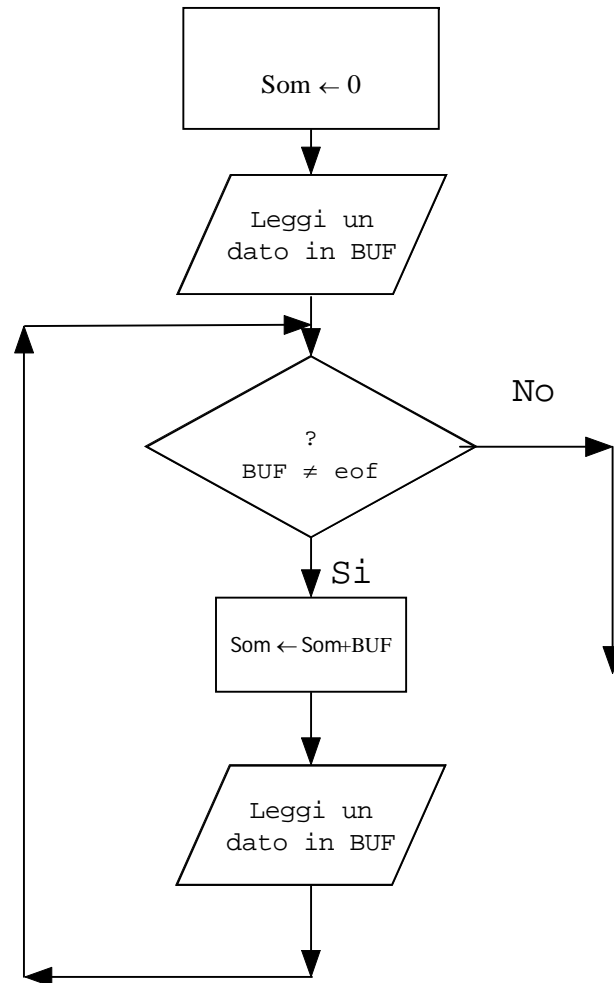 Som ← 0
Leggi un
dato in BUF
No
?
BUF ≠ eof
Si
Som ← Som+BUF
Leggi un
dato in BUF